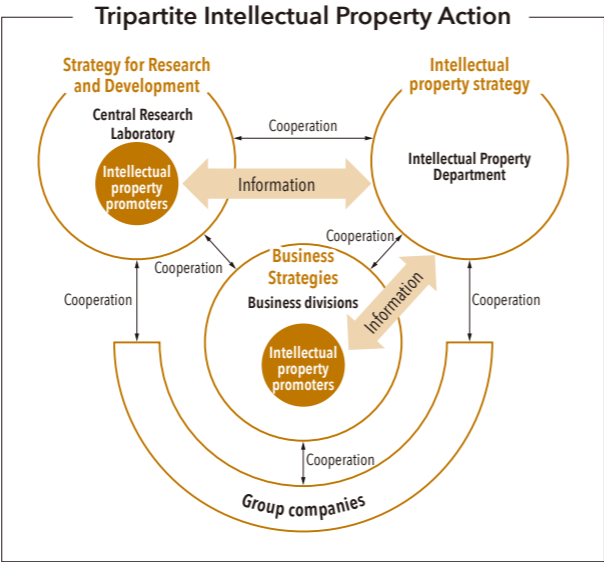 Tripartite Intellectual Property Action
Strategy for Research
and Development
Central Research
Laboratory
Intellectual
property
promoters
Cooperation
Information
Intellectual
property strategy
Intellectual Property
Department
Cooperation
Cooperation
Business
Strategies
Business divisions
Intellectual
property
promoters
Information
Cooperation
Cooperation
Cooperation
Group companies